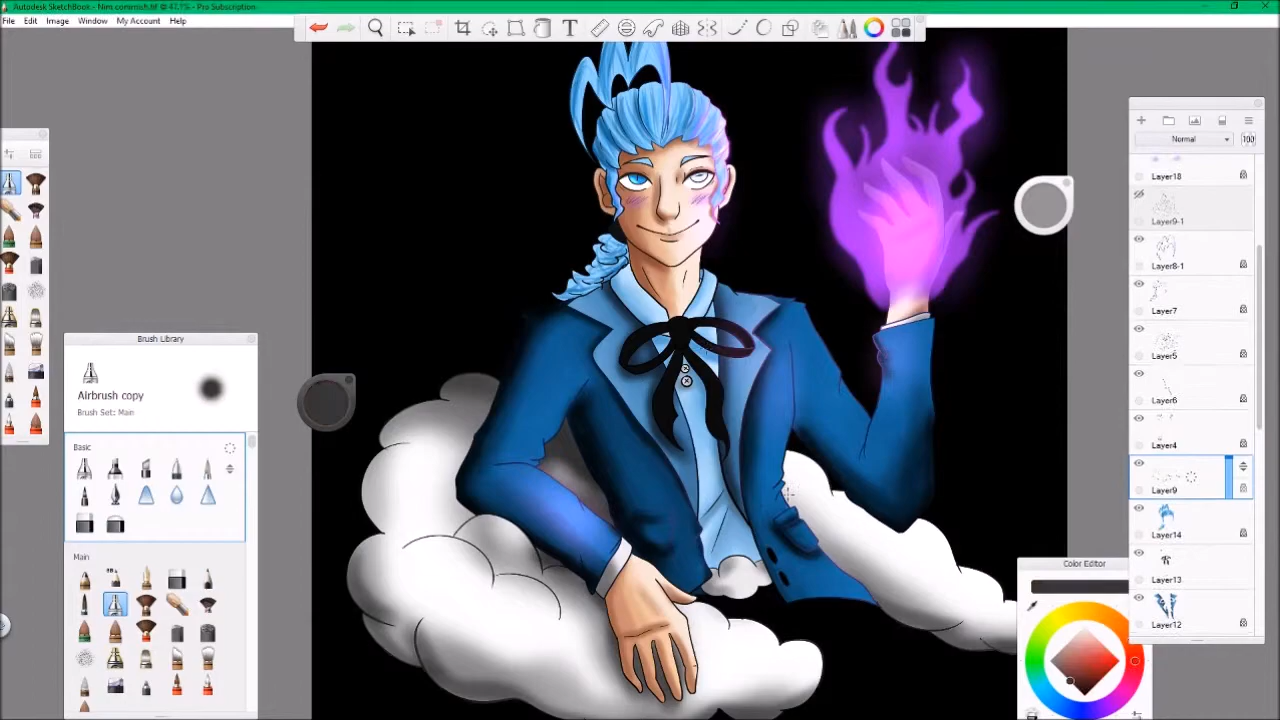 Autodesk SketchBook - Nim commish.tif @ 47.1% - Pro Subscription
File Edit Image Window My Account Help
T
Normal 100
Layer18
Layer9-1
Layer8-1
Layer7
Layer5
Layer6
Layer4
Layer9
Layer14
Layer13
Layer12
Brush Library
Airbrush copy
Brush Set: Main
Basic
Main
Color Editor